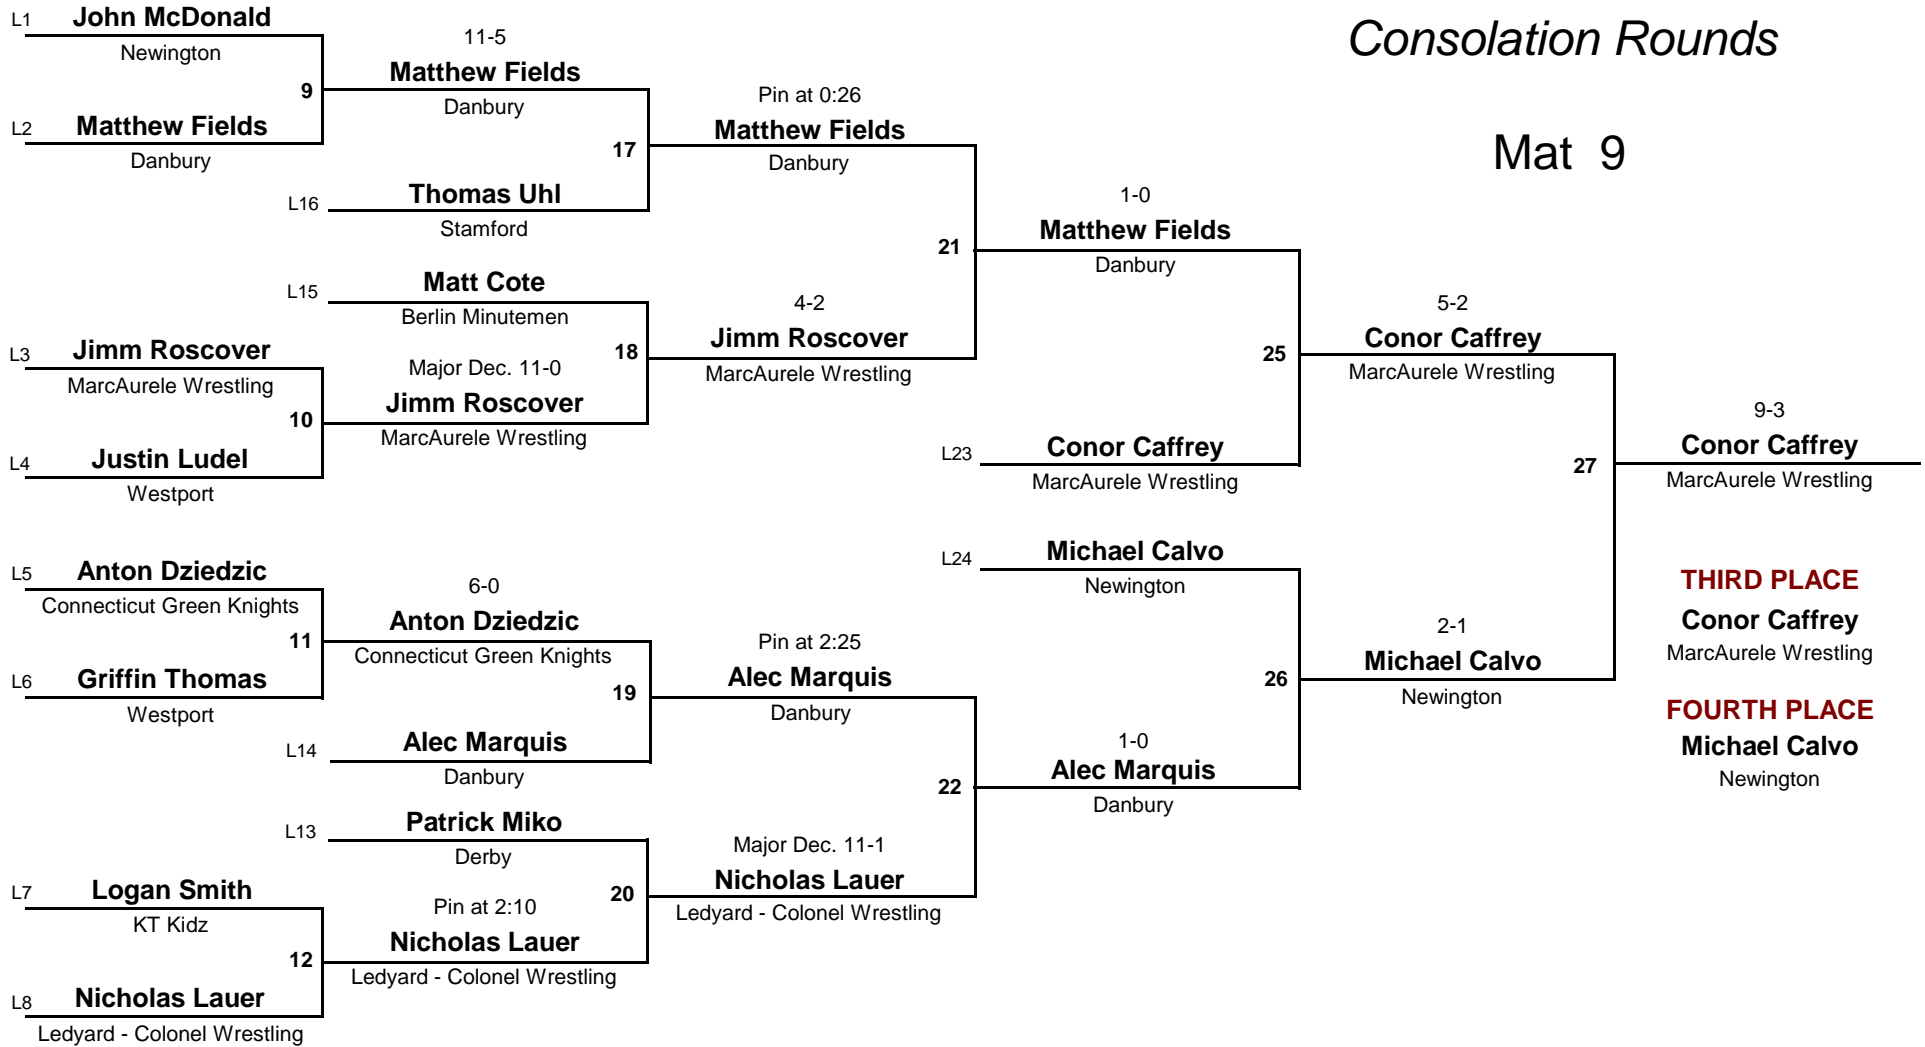 Consolation Rounds
Mat 9
L1 John McDonald
Newington
9
L2 Matthew Fields
Danbury
11-5
Matthew Fields
Danbury
17
L16 Thomas Uhl
Stamford
Pin at 0:26
Matthew Fields
Danbury
21
L15 Matt Cote
Berlin Minutemen
18
L3 Jimm Roscover
MarcAurele Wrestling
10
L4 Justin Ludel
Westport
Major Dec. 11-0
Jimm Roscover
MarcAurele Wrestling
4-2
Jimm Roscover
MarcAurele Wrestling
1-0
Matthew Fields
Danbury
25
L23 Conor Caffrey
MarcAurele Wrestling
5-2
Conor Caffrey
MarcAurele Wrestling
27
9-3
Conor Caffrey
MarcAurele Wrestling
L5 Anton Dziedzic
Connecticut Green Knights
11
L6 Griffin Thomas
Westport
6-0
Anton Dziedzic
Connecticut Green Knights
19
L14 Alec Marquis
Danbury
Pin at 2:25
Alec Marquis
Danbury
22
L13 Patrick Miko
Derby
20
L7 Logan Smith
KT Kidz
12
L8 Nicholas Lauer
Ledyard - Colonel Wrestling
Pin at 2:10
Nicholas Lauer
Ledyard - Colonel Wrestling
Major Dec. 11-1
Nicholas Lauer
Ledyard - Colonel Wrestling
L24 Michael Calvo
Newington
26
1-0
Alec Marquis
Danbury
2-1
Michael Calvo
Newington
THIRD PLACE
Conor Caffrey
MarcAurele Wrestling
FOURTH PLACE
Michael Calvo
Newington